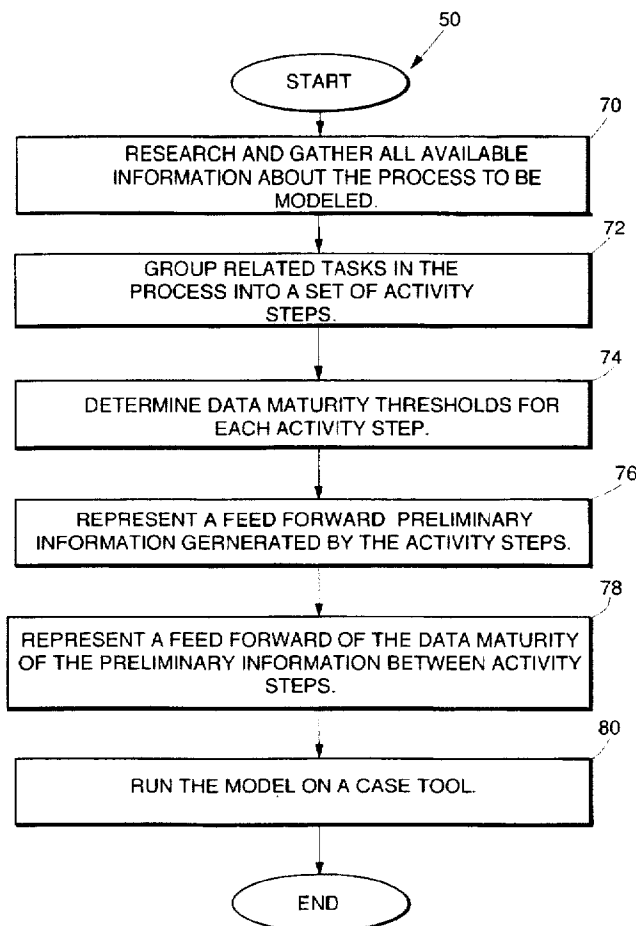 50
START
70
RESEARCH AND GATHER ALL AVAILABLE
INFORMATION ABOUT THE PROCESS TO BE
MODELED.
72
GROUP RELATED TASKS IN THE
PROCESS INTO A SET OF ACTIVITY
STEPS.
74
DETERMINE DATA MATURITY THRESHOLDS FOR
EACH ACTIVITY STEP.
76
REPRESENT A FEED FORWARD PRELIMINARY
INFORMATION GERNERATED BY THE ACTIVITY STEPS.
78
REPRESENT A FEED FORWARD OF THE DATA MATURITY
OF THE PRELIMINARY INFORMATION BETWEEN ACTIVITY
STEPS.
80
RUN THE MODEL ON A CASE TOOL.
END